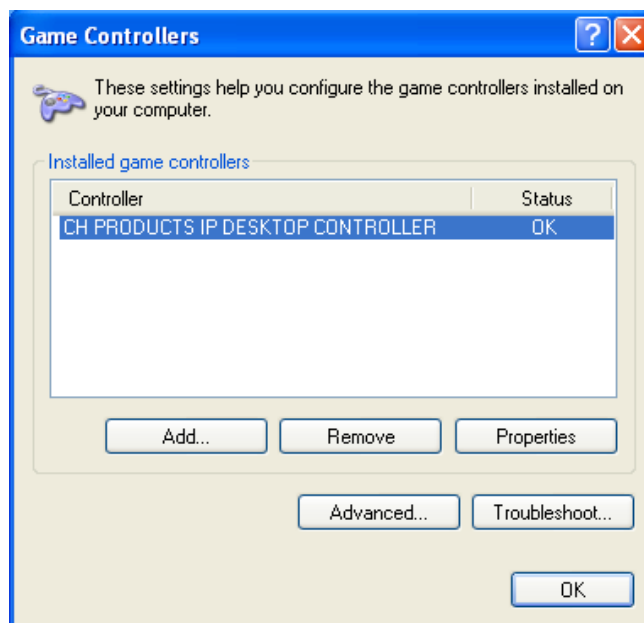 Game Controllers
These settings help you configure the game controllers installed on
your computer.
Installed game controllers
Controller Status
CH PRODUCTS IP DESKTOP CONTROLLER OK
Add... Remove Properties
Advanced... Troubleshoot...
OK